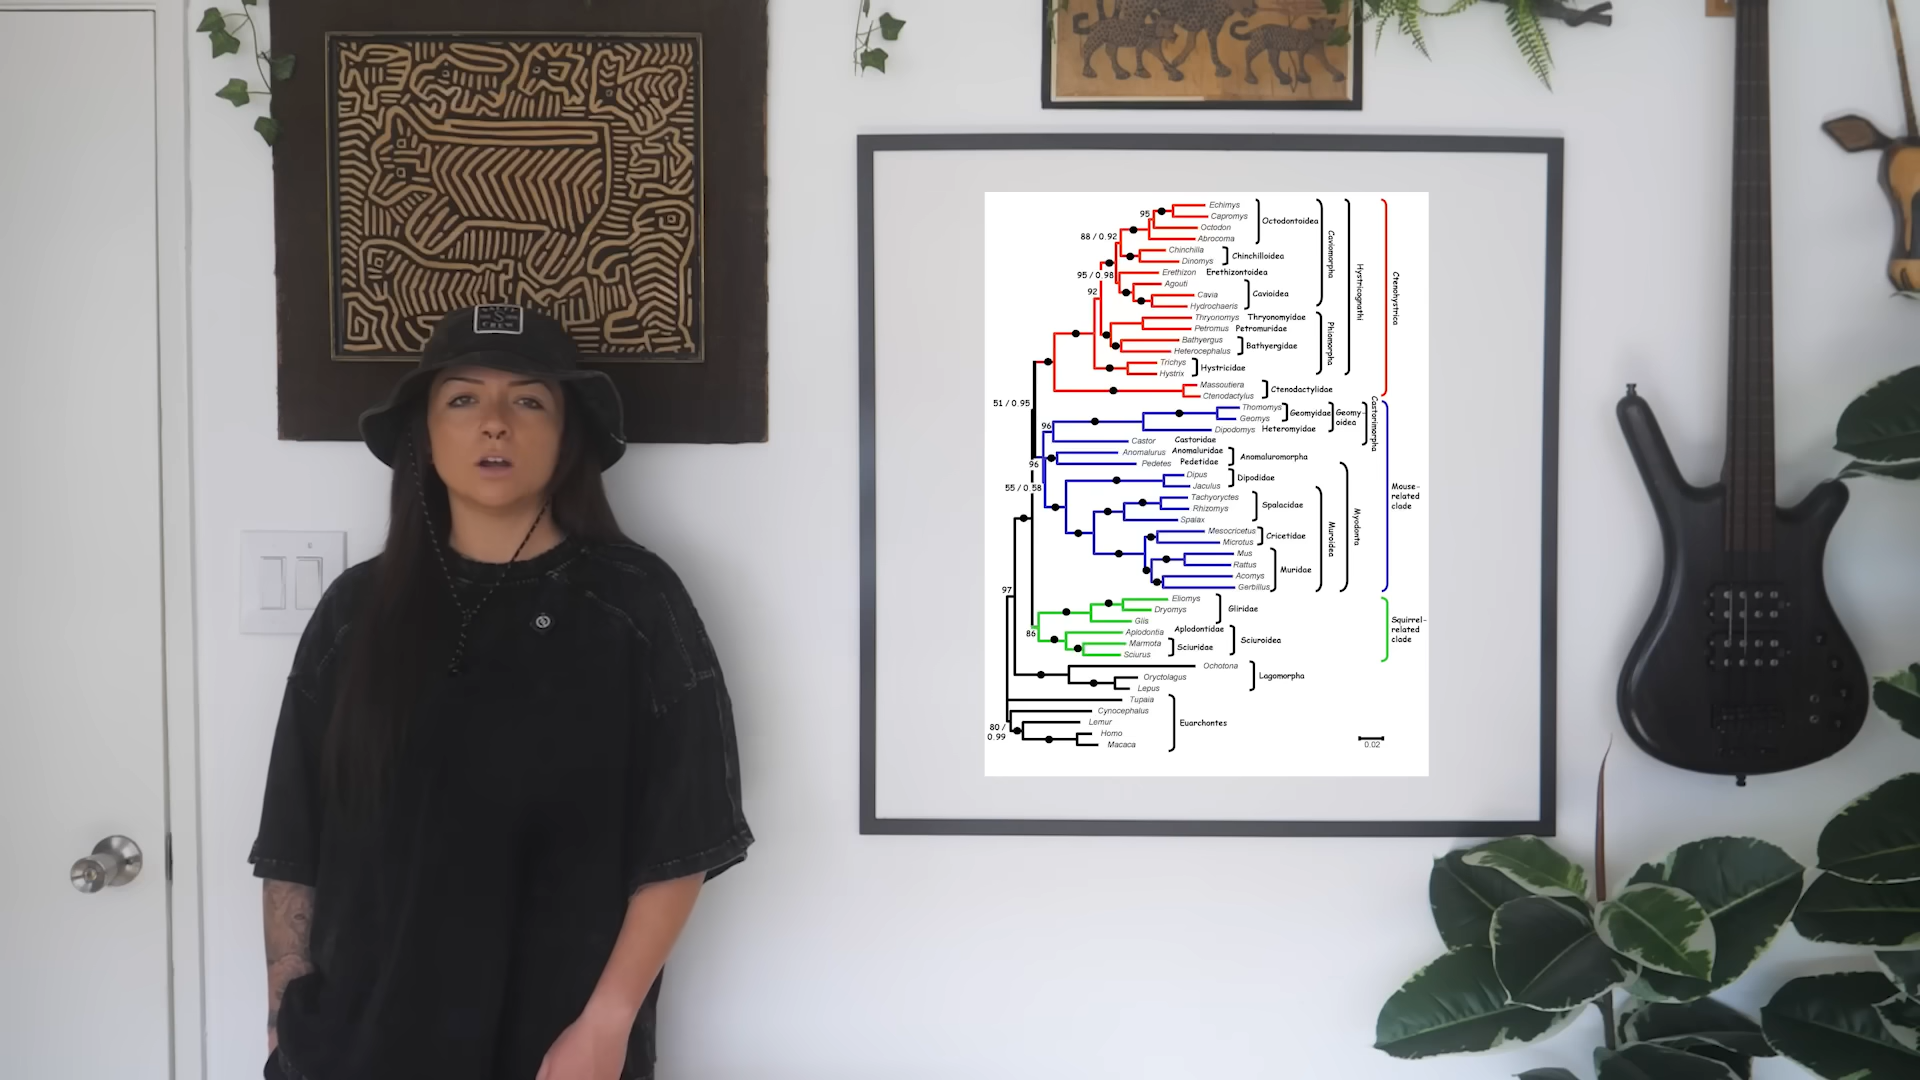 S
CREW
Echimys
95
Capromys
Octodontoidea
Octodon
88 / 0.92
Abrocoma
Chinchilla
Chinchilloidea
Dinomys
95 / 0.98
Erethizon Erethizontoidea
Agouti
92
Cavia
Cavioidea
Hydrochaeris
Caviomorpha
Hystricognathi
Ctenohystrica
Thryonomys Thryonomyidae
Petromus Petromuridae
Bathyergus
Bathyergidae
Heterocephalus
Phiomorpha
Trichys
Hystricidae
Hystrix
Massoutiera
Ctenodactylidae
Ctenodactylus
51 / 0.95
Thomomys
Geomyidae
Geomy-
oidea
Geomys
96
Dipodomys Heteromyidae
Castor Castoridae
Castorimorpha
Anomalurus Anomaluridae
Anomaluromorpha
Pedetes Pedetidae
96
Dipus
Dipodidae
Jaculus
55 / 0.58
Tachyoryctes
Spalacidae
Rhizomys
Spalax
Mouse-
related
clade
Mesocricetus
Cricetidae
Microtus
Muroidea
Myodonta
Mus
Rattus
Muridae
Acomys
Gerbillus
97
Eliomys
Dryomys
Gliridae
Glis
Aplodontia Aplodontidae
86
Sciuroidea
Marmota
Sciuridae
Sciurus
Squirrel-
related
clade
Ochotona
Oryctolagus
Lagomorpha
Lepus
Tupaia
Cynocephalus
Lemur
Euarchontes
80 /
0.99
Homo
Macaca
0.02